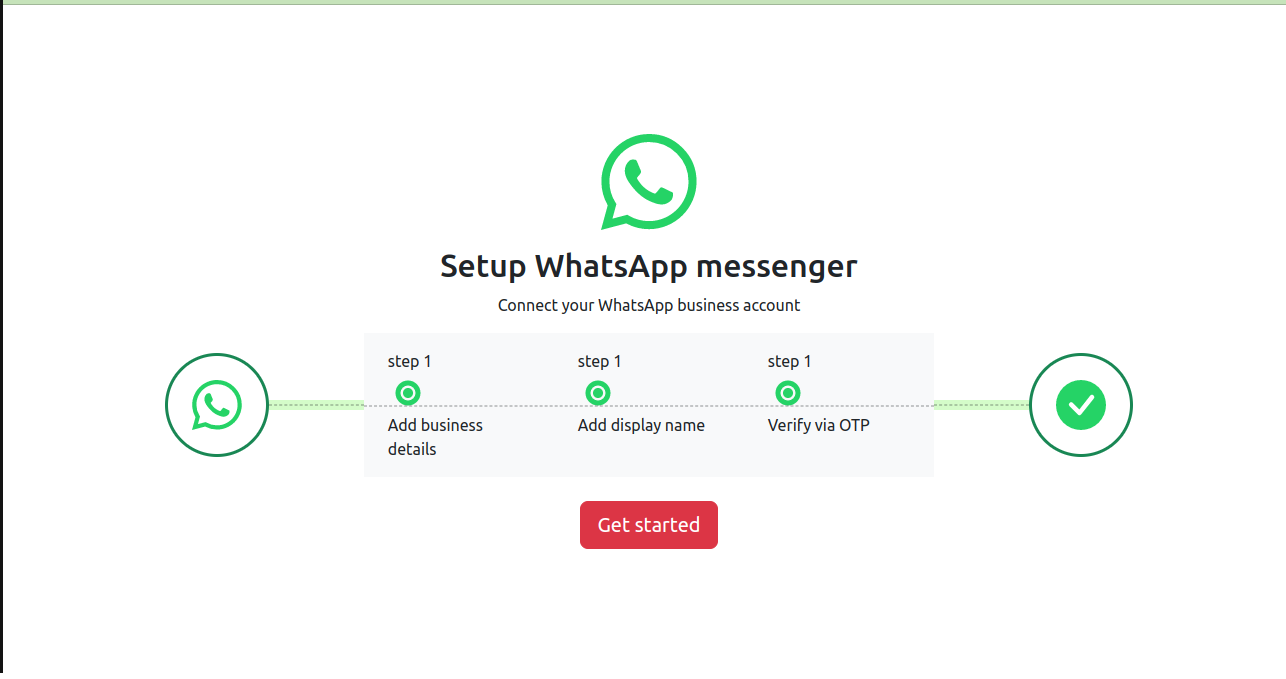 Setup WhatsApp messenger
Connect your WhatsApp business account
step 1
Add business
details
step 1
Add display name
step 1
Verify via OTP
Get started